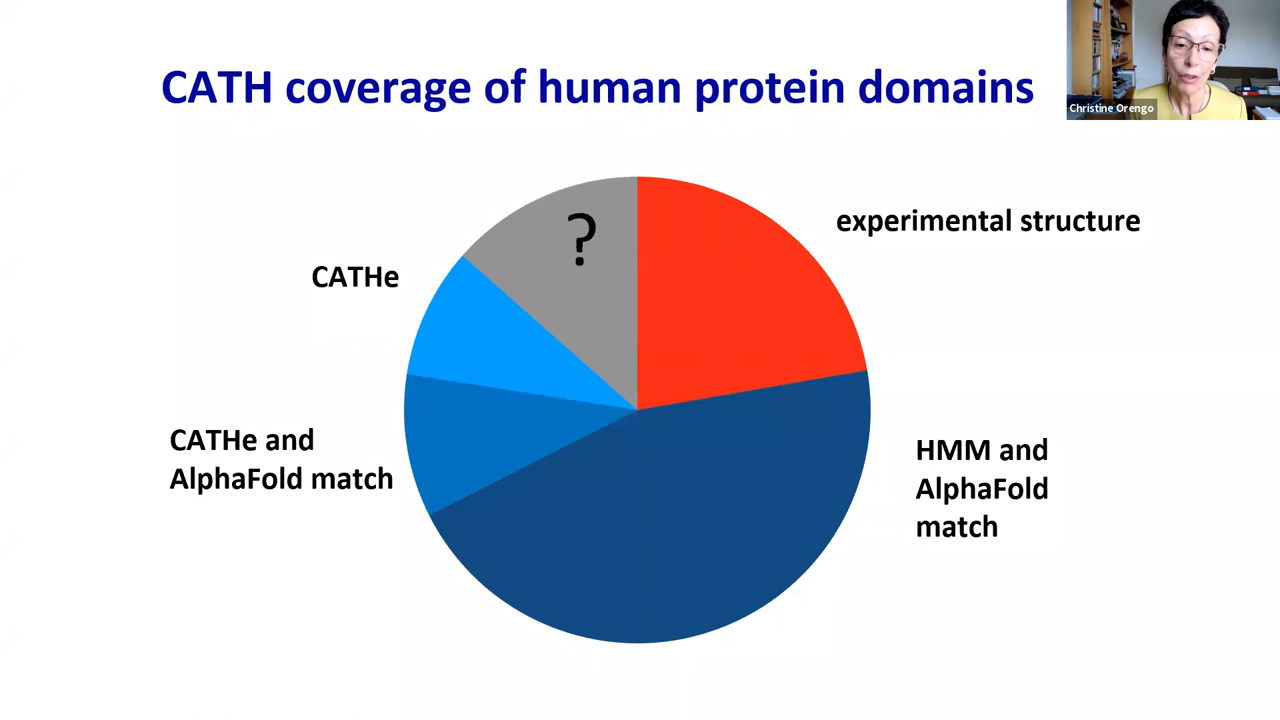 CATH coverage of human protein domains
Christine Orengo
?
experimental structure
CATHe
CATHe and
AlphaFold match
HMM and
AlphaFold
match